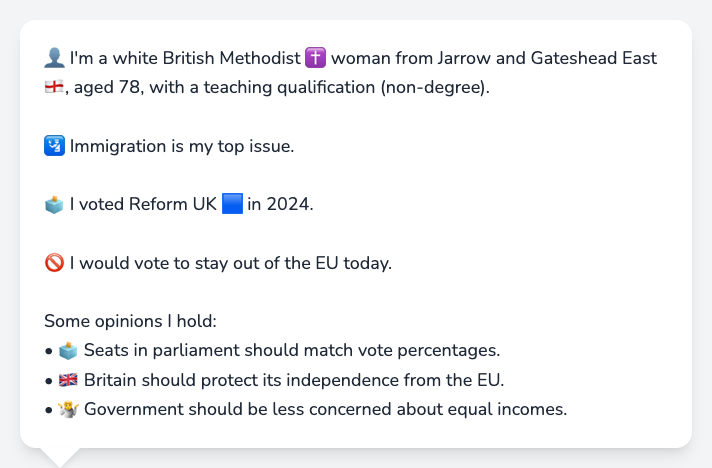 👤 I'm a white British Methodist ✝️ woman from Jarrow and Gateshead East
🏴󠁧󠁢󠁥󠁮󠁧󠁿, aged 78, with a teaching qualification (non-degree).
🛂 Immigration is my top issue.
🗳️ I voted Reform UK 🟦 in 2024.
🚫 I would vote to stay out of the EU today.
Some opinions I hold:
• 🗳️ Seats in parliament should match vote percentages.
• 🇬🇧 Britain should protect its independence from the EU.
• 🤷 Government should be less concerned about equal incomes.